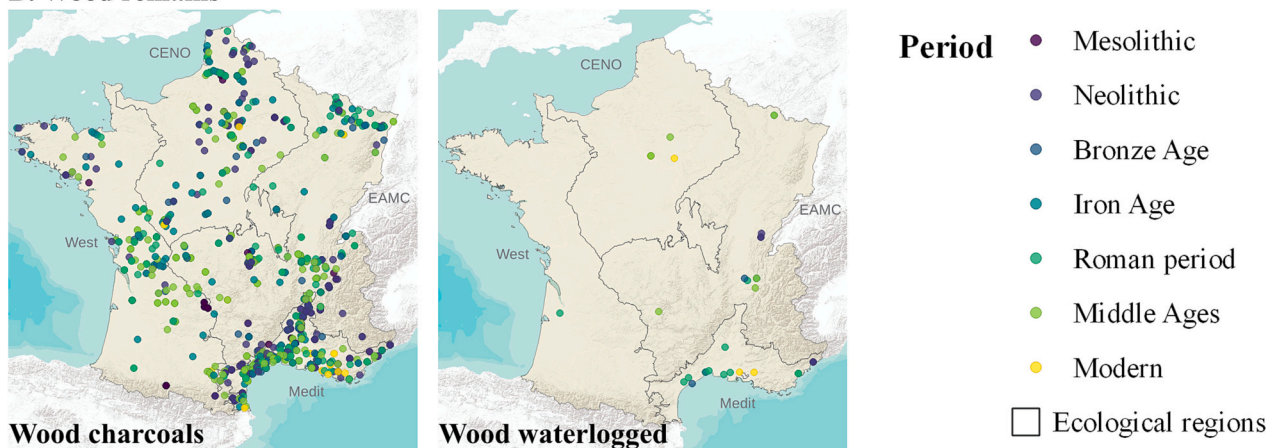 CENO
EAMC
West
Medit
Wood charcoals
CENO
EAMC
West
Medit
Wood waterlogged
Period
Mesolithic
Neolithic
Bronze Age
Iron Age
Roman period
Middle Ages
Modern
Ecological regions